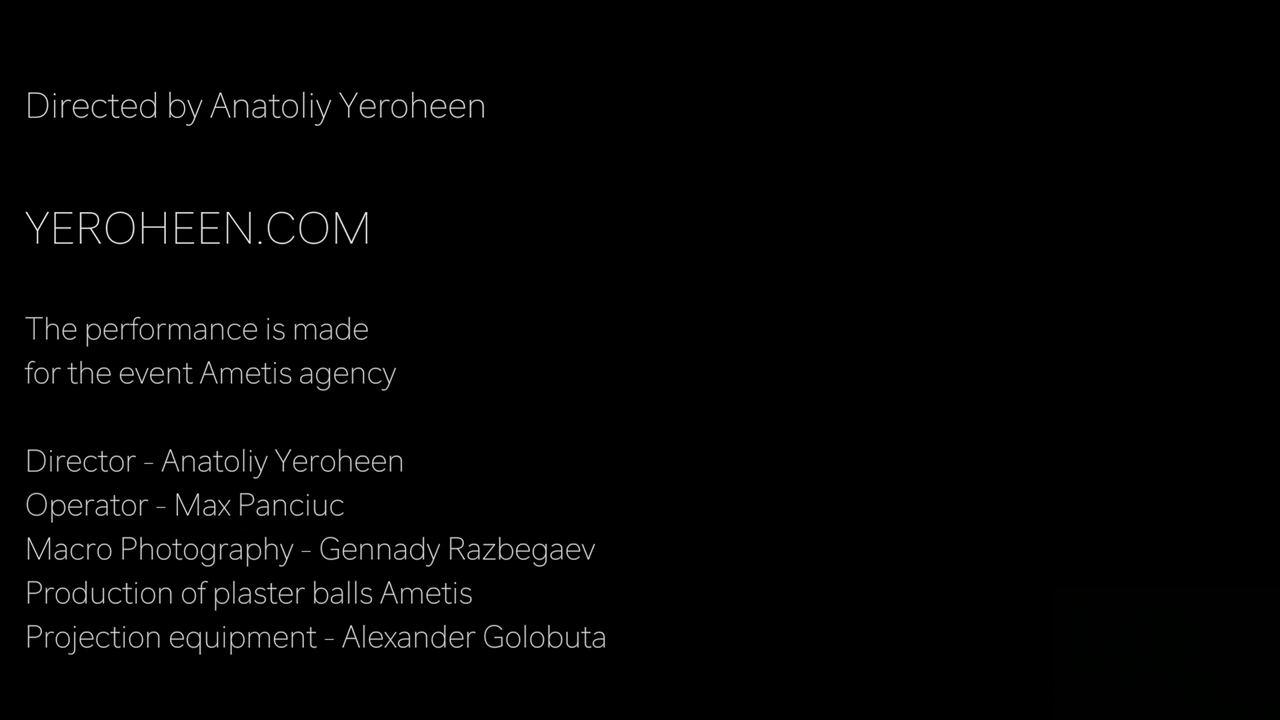 Directed by Anatoliy Yeroheen
YEROHEEN.COM
The performance is made
for the event Ametis agency
Director - Anatoliy Yeroheen
Operator - Max Panciuc
Macro Photography - Gennady Razbegaev
Production of plaster balls Ametis
Projection equipment - Alexander Golobuta